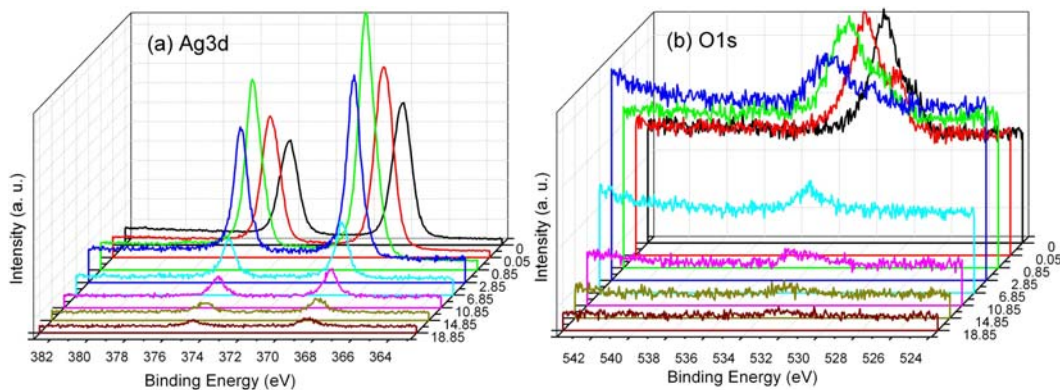 (a) Ag3d
Intensity (a. u.)
0
0.05
0.85
2.85
6.85
10.85
14.85
18.85
382 380 378 376 374 372 370 368 366 364
Binding Energy (eV)
(b) O1s
Intensity (a. u.)
0
0.05
0.85
2.85
6.85
10.85
14.85
18.85
542 540 538 536 534 532 530 528 526 524
Binding Energy (eV)